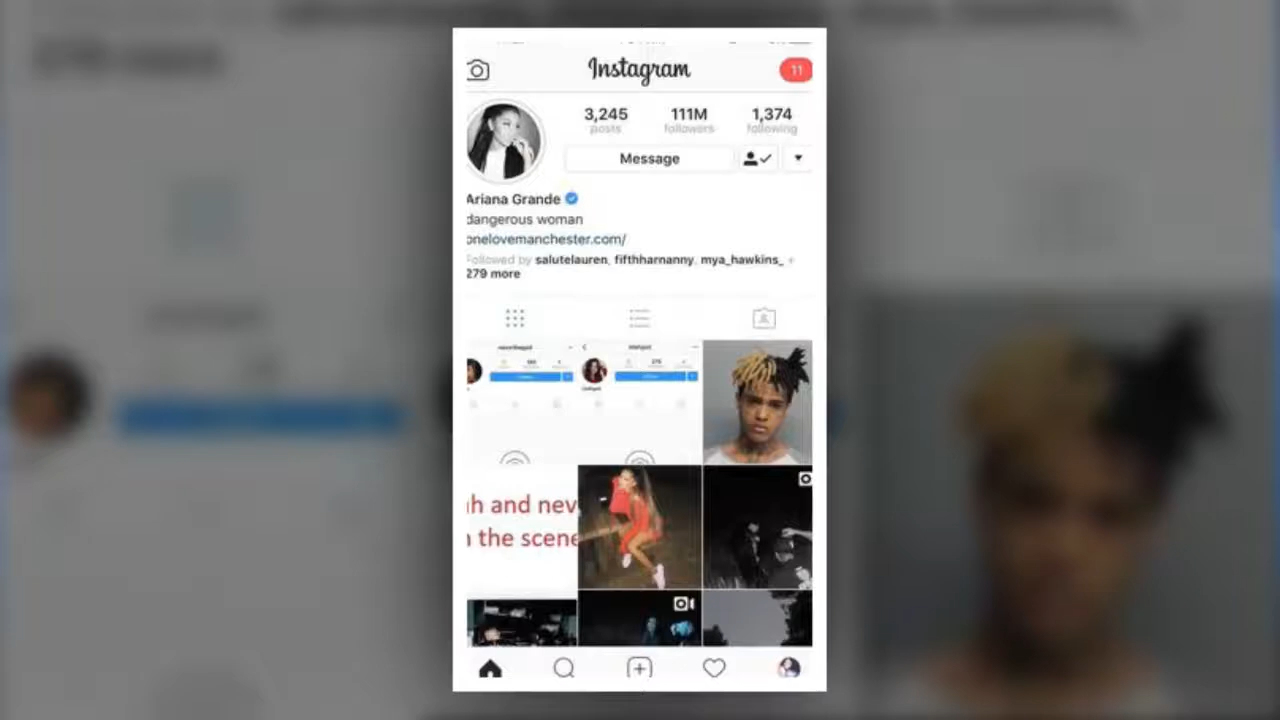 Instagram
11
3,245 111M 1,374
posts followers following
Message
Ariana Grande
dangerous woman
onelovemanchester.com/
Followed by salutelauren, fifthharnanny, mya_hawkins_ +
279 more
h and nev
the scene